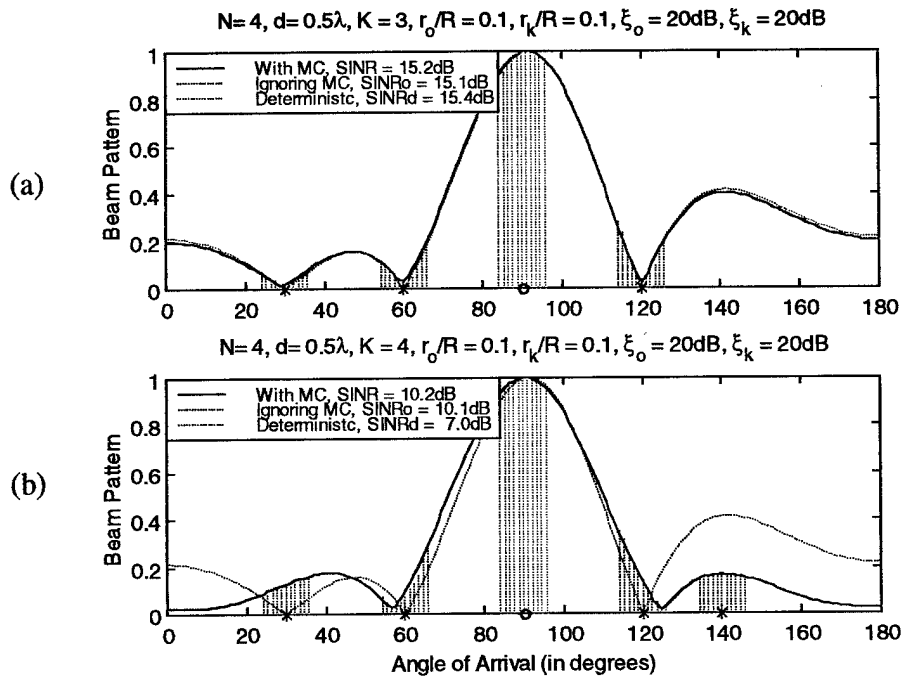 N= 4, d= 0.5λ, K = 3, r_o/R = 0.1, r_k/R = 0.1, ξ_o = 20dB, ξ_k = 20dB
With MC, SINR = 15.2dB
Ignoring MC, SINRo = 15.1dB
Deterministc, SINRd = 15.4dB
(a)
Beam Pattern
1
0.8
0.6
0.4
0.2
0
0 20 40 60 80 100 120 140 160 180
N= 4, d= 0.5λ, K = 4, r_o/R = 0.1, r_k/R = 0.1, ξ_o = 20dB, ξ_k = 20dB
With MC, SINR = 10.2dB
Ignoring MC, SINRo = 10.1dB
Deterministc, SINRd = 7.0dB
(b)
Beam Pattern
1
0.8
0.6
0.4
0.2
0
0 20 40 60 80 100 120 140 160 180
Angle of Arrival (in degrees)